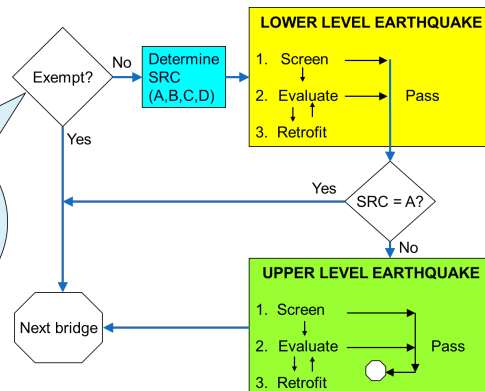 LOWER LEVEL EARTHQUAKE
Exempt?
No
Determine
SRC
(A,B,C,D)
1. Screen
2. Evaluate
Pass
3. Retrofit
Yes
Yes
SRC = A?
No
UPPER LEVEL EARTHQUAKE
1. Screen
Next bridge
2. Evaluate
Pass
3. Retrofit